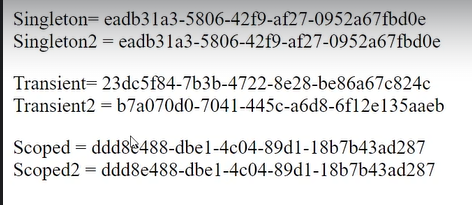 Singleton= eadb31a3-5806-42f9-af27-0952a67fbd0e
Singleton2 = eadb31a3-5806-42f9-af27-0952a67fbd0e
Transient= 23dc5f84-7b3b-4722-8e28-be86a67c824c
Transient2 = b7a070d0-7041-445c-a6d8-6f12e135aaeb
Scoped = ddd8e488-dbe1-4c04-89d1-18b7b43ad287
Scoped2 = ddd8e488-dbe1-4c04-89d1-18b7b43ad287